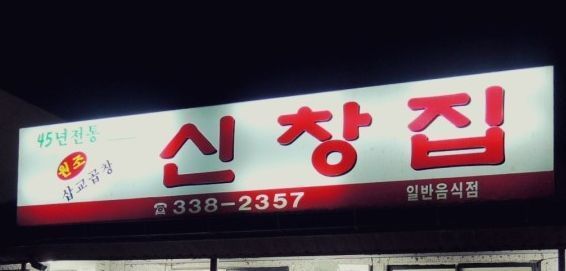 45년전통
원조
삽교곱창
신창집
☎338-2357
일반음식점